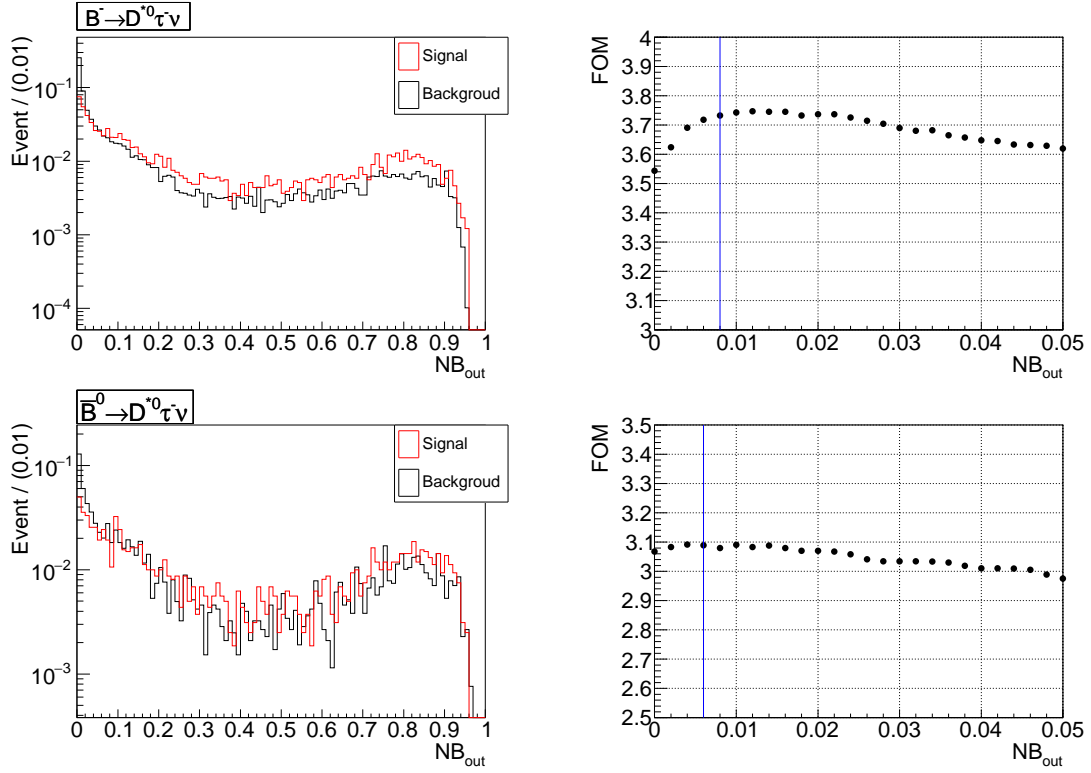 B⁻→D*⁰τ⁻ν
Event / (0.01)
10⁻¹
10⁻²
10⁻³
10⁻⁴
Signal
Backgroud
0 0.1 0.2 0.3 0.4 0.5 0.6 0.7 0.8 0.9 1
NB_out
FOM
4
3.9
3.8
3.7
3.6
3.5
3.4
3.3
3.2
3.1
3
0 0.01 0.02 0.03 0.04 0.05
NB_out
B̅⁰→D*⁰τ⁻ν
Event / (0.01)
10⁻¹
10⁻²
10⁻³
Signal
Backgroud
0 0.1 0.2 0.3 0.4 0.5 0.6 0.7 0.8 0.9 1
NB_out
FOM
3.5
3.4
3.3
3.2
3.1
3
2.9
2.8
2.7
2.6
2.5
0 0.01 0.02 0.03 0.04 0.05
NB_out